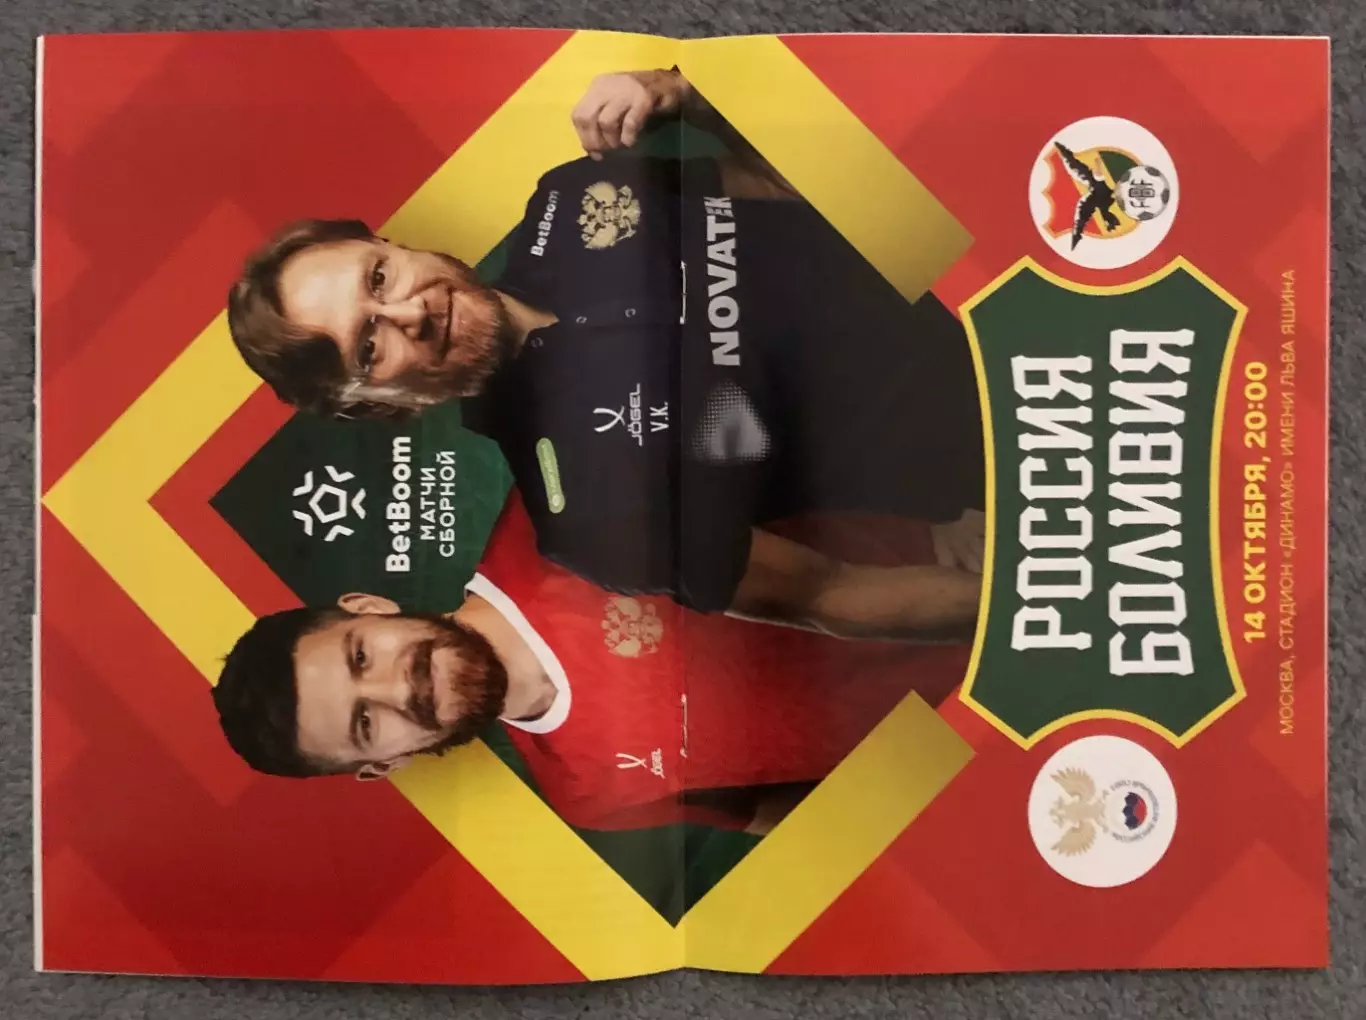 BetBoom
МАТЧИ
СБОРНОЙ
BetBoom
NOVATEK
JÖGEL
V.K.
JÖGEL
FBF
РОССИЯ
БОЛИВИЯ
14 ОКТЯБРЯ, 20:00
МОСКВА, СТАДИОН «ДИНАМО» ИМЕНИ ЛЬВА ЯШИНА